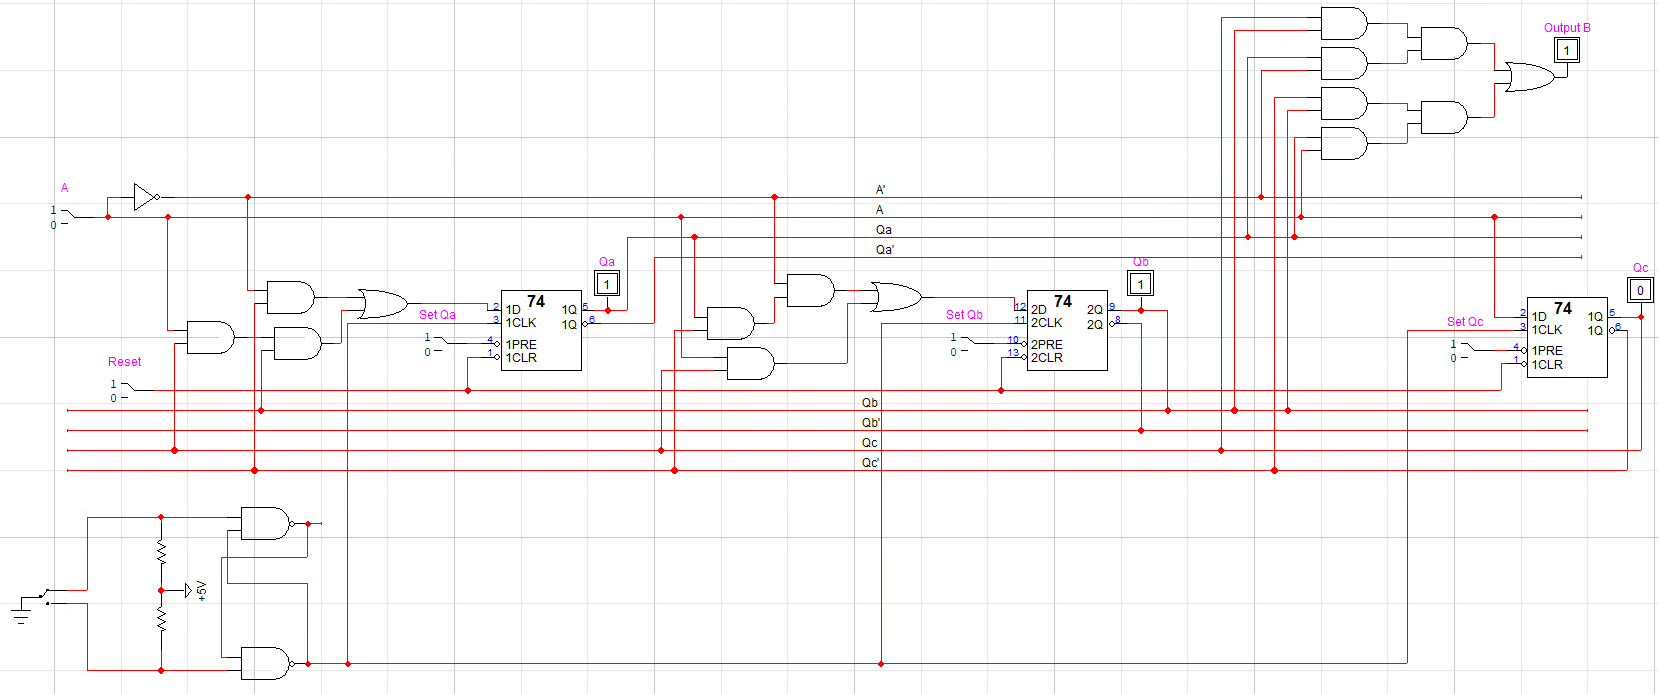 Output B
1
A
1
0
A'
A
Qa
Qa'
Qa
1
Qb
1
Qc
0
Set Qa
1
0
74
2 1D 1Q 5
3 1CLK 1Q 6
4 1PRE
1 1CLR
Set Qb
1
0
74
12 2D 2Q 9
11 2CLK 2Q 8
10 2PRE
13 2CLR
Set Qc
1
0
74
2 1D 1Q 5
3 1CLK 1Q 6
4 1PRE
1 1CLR
Reset
1
0
Qb
Qb'
Qc
Qc'
+5V